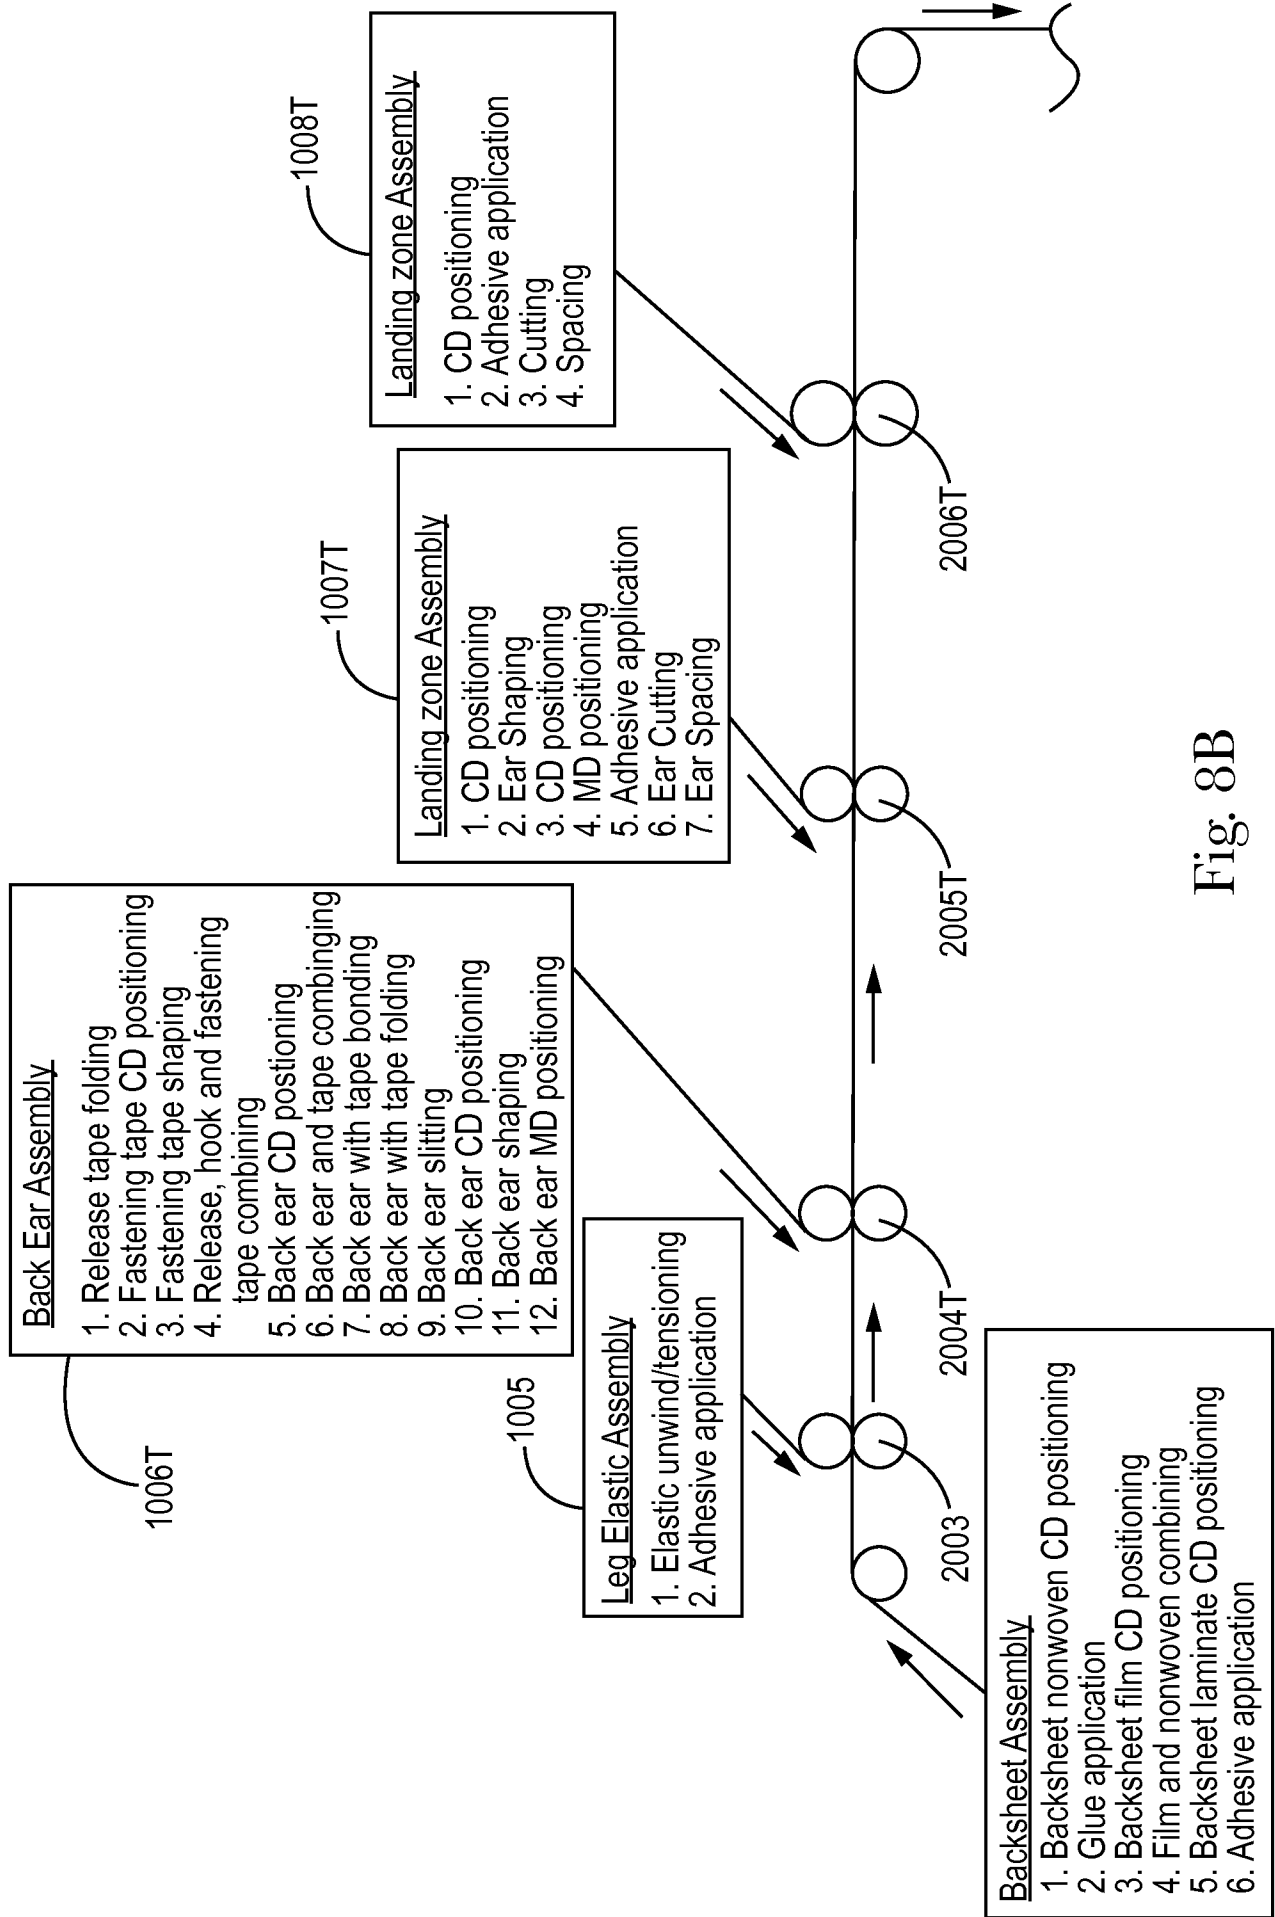 Backsheet Assembly
1. Backsheet nonwoven CD positioning
2. Glue application
3. Backsheet film CD positioning
4. Film and nonwoven combining
5. Backsheet laminate CD positioning
6. Adhesive application
1005
Leg Elastic Assembly
1. Elastic unwind/tensioning
2. Adhesive application
2003
1006T
Back Ear Assembly
1. Release tape folding
2. Fastening tape CD positioning
3. Fastening tape shaping
4. Release, hook and fastening
tape combining
5. Back ear CD postioning
6. Back ear and tape combinging
7. Back ear with tape bonding
8. Back ear with tape folding
9. Back ear slitting
10. Back ear CD positioning
11. Back ear shaping
12. Back ear MD positioning
2004T
1007T
Landing zone Assembly
1. CD positioning
2. Ear Shaping
3. CD positioning
4. MD positioning
5. Adhesive application
6. Ear Cutting
7. Ear Spacing
2005T
1008T
Landing zone Assembly
1. CD positioning
2. Adhesive application
3. Cutting
4. Spacing
2006T
Fig. 8B